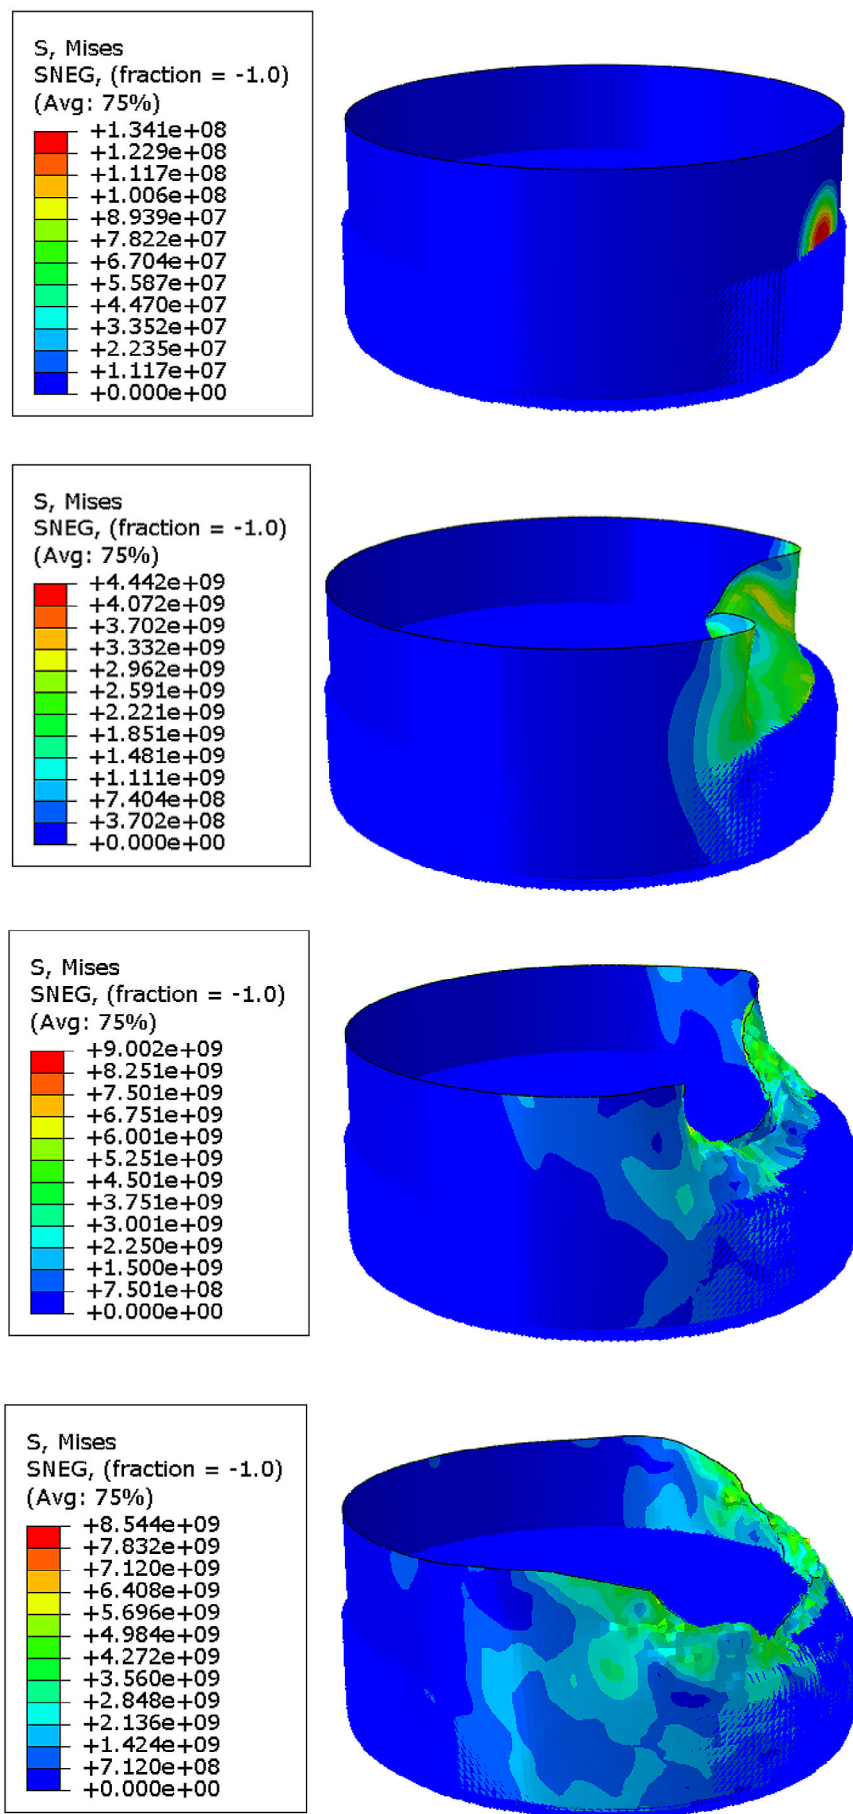 S, Mises
SNEG, (fraction = -1.0)
(Avg: 75%)
+1.341e+08
+1.229e+08
+1.117e+08
+1.006e+08
+8.939e+07
+7.822e+07
+6.704e+07
+5.587e+07
+4.470e+07
+3.352e+07
+2.235e+07
+1.117e+07
+0.000e+00
S, Mises
SNEG, (fraction = -1.0)
(Avg: 75%)
+4.442e+09
+4.072e+09
+3.702e+09
+3.332e+09
+2.962e+09
+2.591e+09
+2.221e+09
+1.851e+09
+1.481e+09
+1.111e+09
+7.404e+08
+3.702e+08
+0.000e+00
S, Mises
SNEG, (fraction = -1.0)
(Avg: 75%)
+9.002e+09
+8.251e+09
+7.501e+09
+6.751e+09
+6.001e+09
+5.251e+09
+4.501e+09
+3.751e+09
+3.001e+09
+2.250e+09
+1.500e+09
+7.501e+08
+0.000e+00
S, Mises
SNEG, (fraction = -1.0)
(Avg: 75%)
+8.544e+09
+7.832e+09
+7.120e+09
+6.408e+09
+5.696e+09
+4.984e+09
+4.272e+09
+3.560e+09
+2.848e+09
+2.136e+09
+1.424e+09
+7.120e+08
+0.000e+00